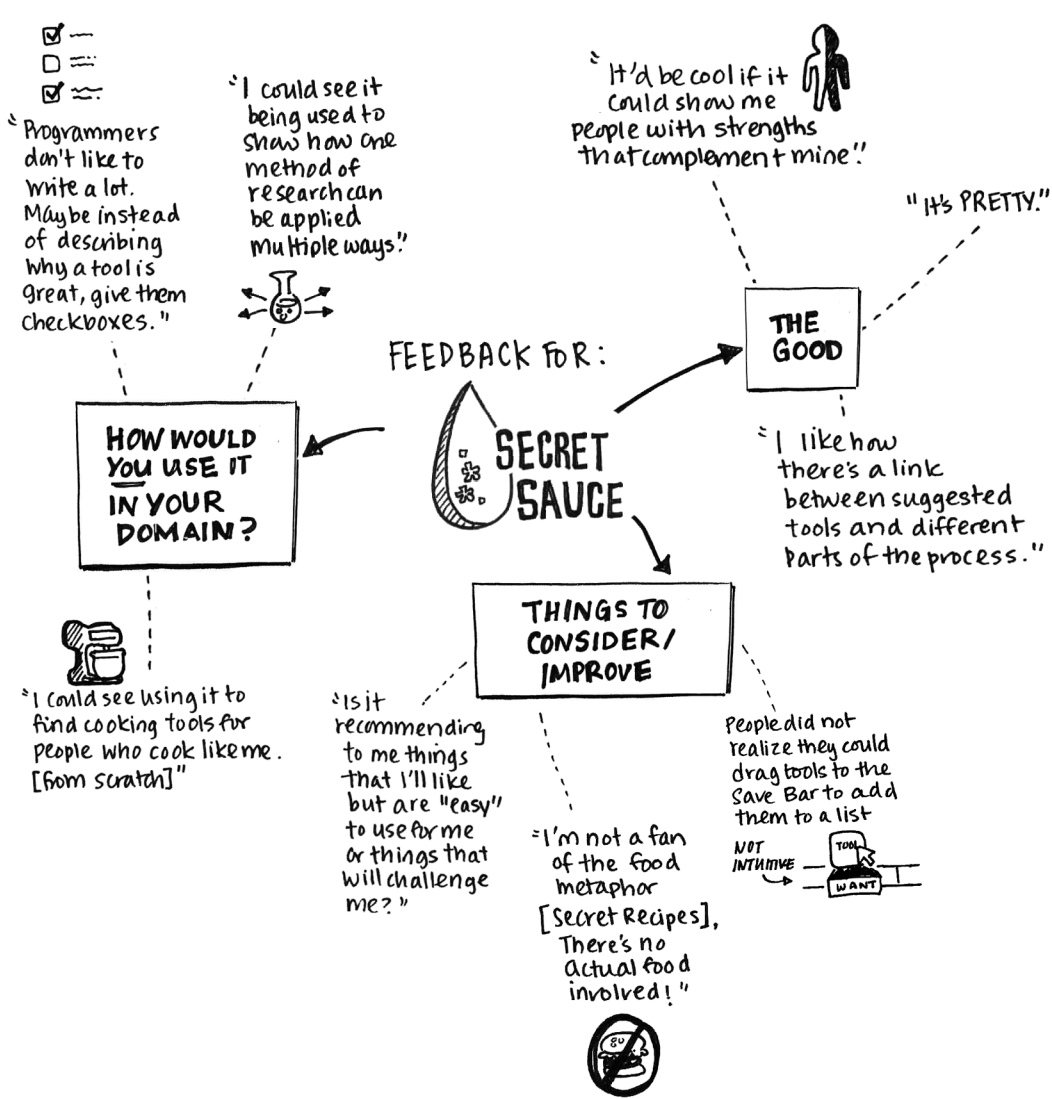 FEEDBACK FOR:
SECRET
SAUCE
HOW WOULD
YOU USE IT
IN YOUR
DOMAIN?
"Programmers
don't like to
write a lot.
Maybe instead
of describing
why a tool is
great, give them
checkboxes."
"I could see it
being used to
show how one
method of
research can
be applied
multiple ways."
"I could see using it to
find cooking tools for
people who cook like me.
[from scratch]"
THE
GOOD
"It'd be cool if it
could show me
people with strengths
that complement mine."
"It's PRETTY."
"I like how
there's a link
between suggested
tools and different
parts of the process."
THINGS TO
CONSIDER/
IMPROVE
"Is it
recommending
to me things
that I'll like
but are "easy"
to use for me
or things that
will challenge
me?"
"I'm not a fan
of the food
metaphor
[Secret Recipes],
There's no
actual food
involved!"
People did not
realize they could
drag tools to the
Save Bar to add
them to a list
NOT
INTUITIVE
TOOL
WANT